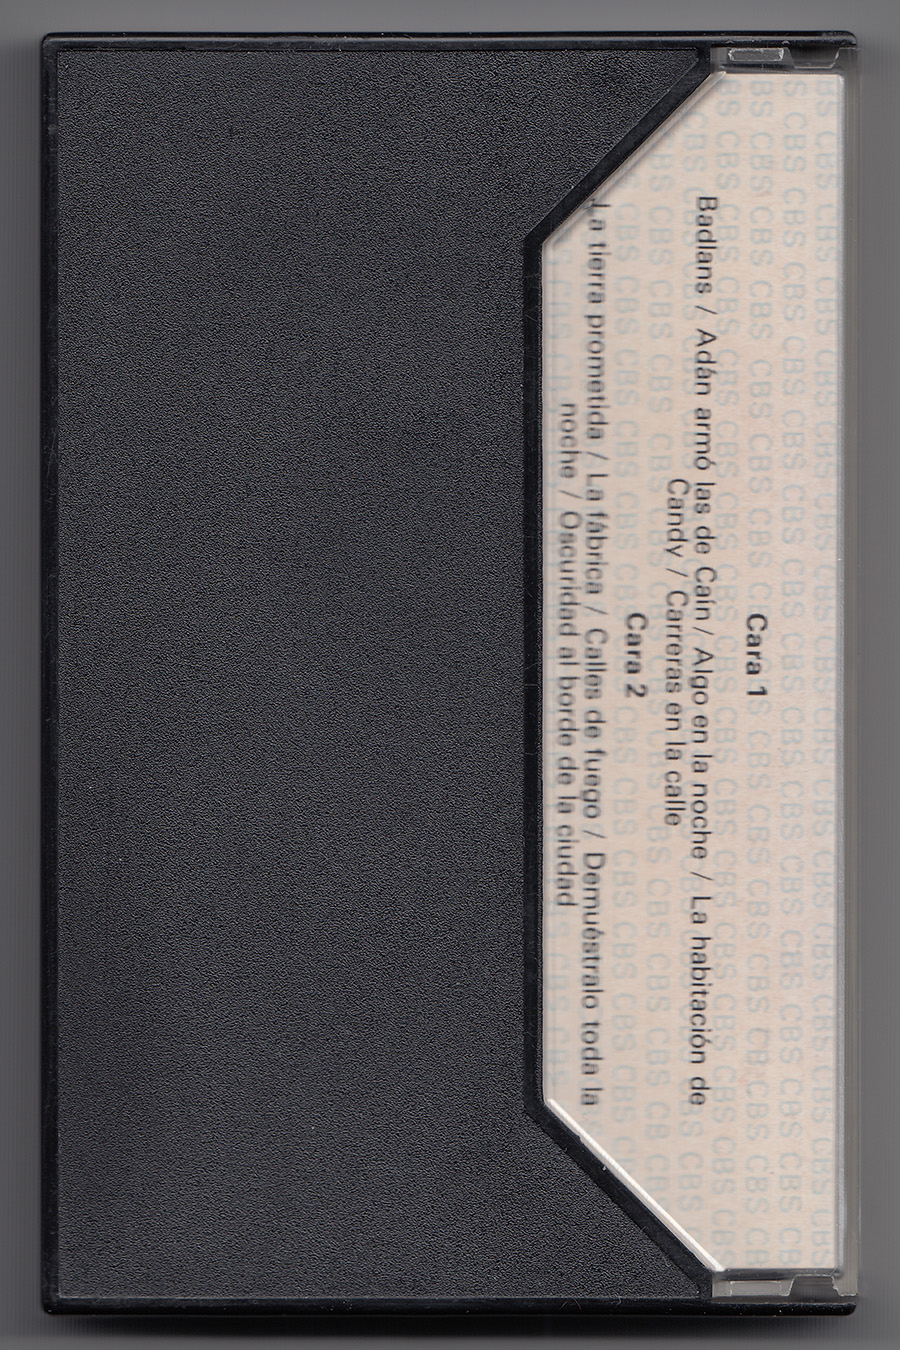 Cara 1
Badlans / Adán armó las de Caín / Algo en la noche / La habitación de
Candy / Carreras en la calle
Cara 2
La tierra prometida / La fábrica / Calles de fuego / Demuéstralo toda la
noche / Oscuridad al borde de la ciudad